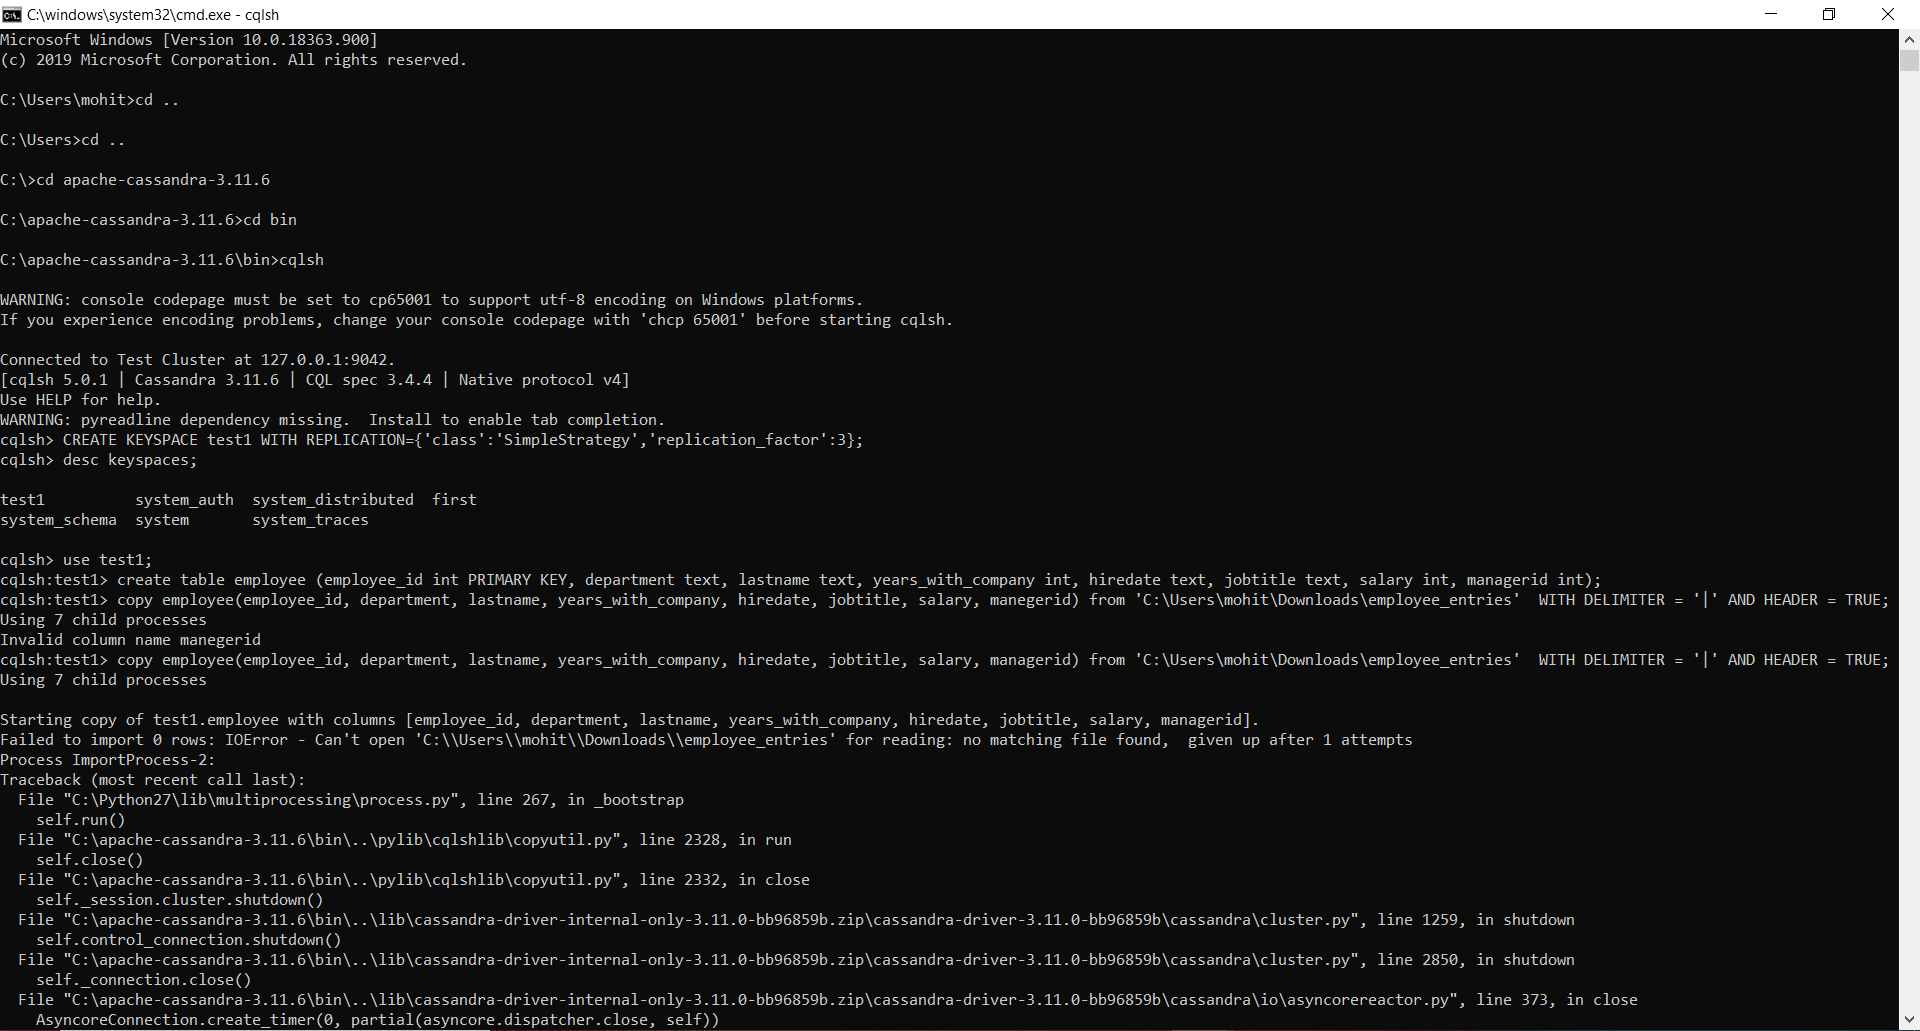 C:\windows\system32\cmd.exe - cqlsh
Microsoft Windows [Version 10.0.18363.900]
(c) 2019 Microsoft Corporation. All rights reserved.
C:\Users\mohit>cd ..
C:\Users>cd ..
C:\>cd apache-cassandra-3.11.6
C:\apache-cassandra-3.11.6>cd bin
C:\apache-cassandra-3.11.6\bin>cqlsh
WARNING: console codepage must be set to cp65001 to support utf-8 encoding on Windows platforms.
If you experience encoding problems, change your console codepage with 'chcp 65001' before starting cqlsh.
Connected to Test Cluster at 127.0.0.1:9042.
[cqlsh 5.0.1 | Cassandra 3.11.6 | CQL spec 3.4.4 | Native protocol v4]
Use HELP for help.
WARNING: pyreadline dependency missing.  Install to enable tab completion.
cqlsh> CREATE KEYSPACE test1 WITH REPLICATION={'class':'SimpleStrategy','replication_factor':3};
cqlsh> desc keyspaces;
test1          system_auth  system_distributed  first
system_schema  system       system_traces
cqlsh> use test1;
cqlsh:test1> create table employee (employee_id int PRIMARY KEY, department text, lastname text, years_with_company int, hiredate text, jobtitle text, salary int, managerid int);
cqlsh:test1> copy employee(employee_id, department, lastname, years_with_company, hiredate, jobtitle, salary, manegerid) from 'C:\Users\mohit\Downloads\employee_entries'  WITH DELIMITER = '|' AND HEADER = TRUE;
Using 7 child processes
Invalid column name manegerid
cqlsh:test1> copy employee(employee_id, department, lastname, years_with_company, hiredate, jobtitle, salary, managerid) from 'C:\Users\mohit\Downloads\employee_entries'  WITH DELIMITER = '|' AND HEADER = TRUE;
Using 7 child processes
Starting copy of test1.employee with columns [employee_id, department, lastname, years_with_company, hiredate, jobtitle, salary, managerid].
Failed to import 0 rows: IOError - Can't open 'C:\\Users\\mohit\\Downloads\\employee_entries' for reading: no matching file found,  given up after 1 attempts
Process ImportProcess-2:
Traceback (most recent call last):
  File "C:\Python27\lib\multiprocessing\process.py", line 267, in _bootstrap
    self.run()
  File "C:\apache-cassandra-3.11.6\bin\..\pylib\cqlshlib\copyutil.py", line 2328, in run
    self.close()
  File "C:\apache-cassandra-3.11.6\bin\..\pylib\cqlshlib\copyutil.py", line 2332, in close
    self._session.cluster.shutdown()
  File "C:\apache-cassandra-3.11.6\bin\..\lib\cassandra-driver-internal-only-3.11.0-bb96859b.zip\cassandra-driver-3.11.0-bb96859b\cassandra\cluster.py", line 1259, in shutdown
    self.control_connection.shutdown()
  File "C:\apache-cassandra-3.11.6\bin\..\lib\cassandra-driver-internal-only-3.11.0-bb96859b.zip\cassandra-driver-3.11.0-bb96859b\cassandra\cluster.py", line 2850, in shutdown
    self._connection.close()
  File "C:\apache-cassandra-3.11.6\bin\..\lib\cassandra-driver-internal-only-3.11.0-bb96859b.zip\cassandra-driver-3.11.0-bb96859b\cassandra\io\asyncorereactor.py", line 373, in close
    AsyncoreConnection.create_timer(0, partial(asyncore.dispatcher.close, self))